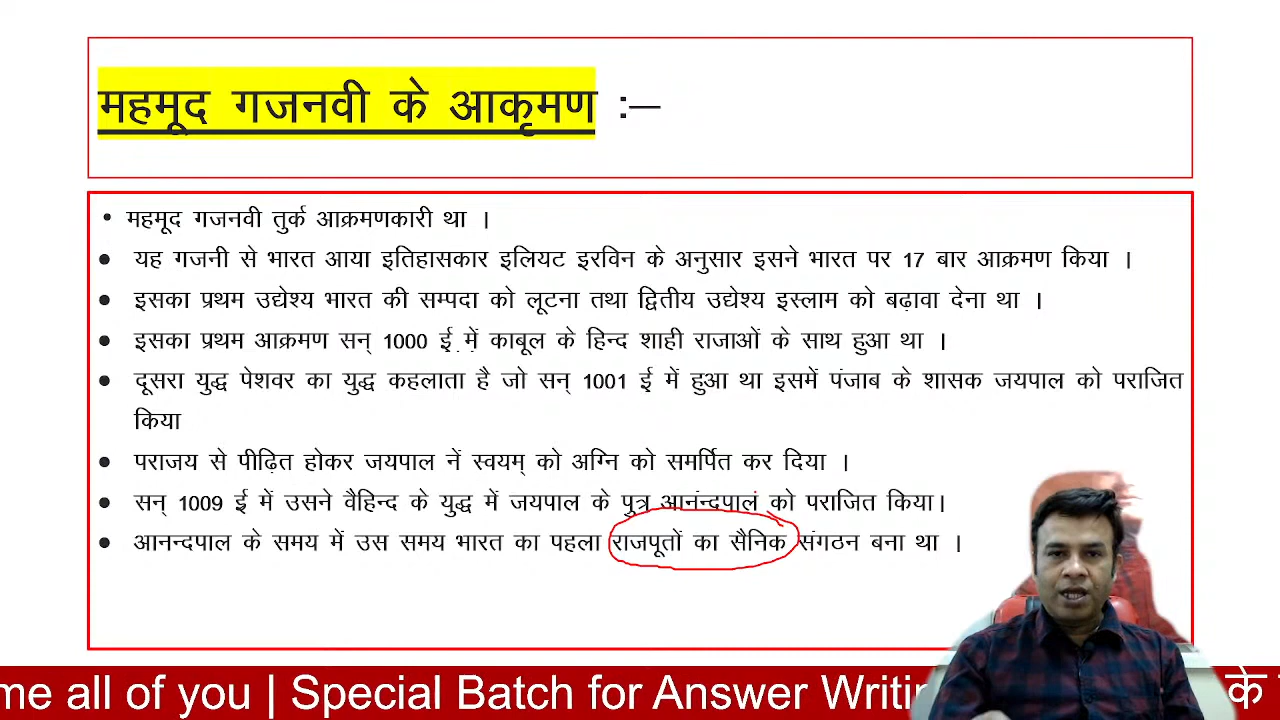 महमूद गजनवी के आकृमण :—
• महमूद गजनवी तुर्क आक्रमणकारी था ।
● यह गजनी से भारत आया इतिहासकार इलियट इरविन के अनुसार इसने भारत पर 17 बार आक्रमण किया ।
● इसका प्रथम उद्येश्य भारत की सम्पदा को लूटना तथा द्वितीय उद्येश्य इस्लाम को बढ़ावा देना था ।
● इसका प्रथम आक्रमण सन् 1000 ई में काबूल के हिन्द शाही राजाओं के साथ हुआ था ।
● दूसरा युद्ध पेशवर का युद्ध कहलाता है जो सन् 1001 ई में हुआ था इसमें पंजाब के शासक जयपाल को पराजित
किया
● पराजय से पीढ़ित होकर जयपाल नें स्वयम् को अग्नि को समर्पित कर दिया ।
● सन् 1009 ई में उसने वैहिन्द के युद्ध में जयपाल के पुत्र आनंन्दपालं को पराजित किया।
● आनन्दपाल के समय में उस समय भारत का पहला राजपूतों का सैनिक संगठन बना था ।
me all of you | Special Batch for Answer Writin के